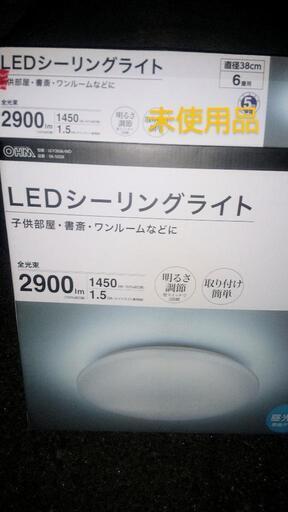 LEDシーリングライト
直径38cm
6畳用
子供部屋・書斎・ワンルームなどに
全光束
2900lm
1450
1.5
明るさ
調節
5
未使用品
OHM
LEDシーリングライト
子供部屋・書斎・ワンルームなどに
全光束
2900lm
1450
1.5
明るさ
調節
取り付け
簡単
昼光